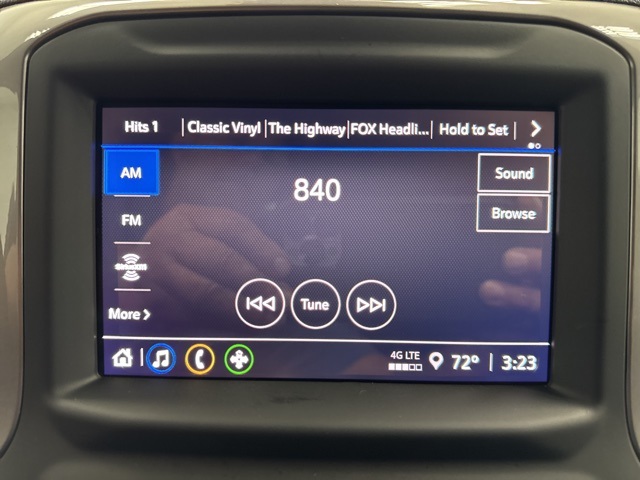 Hits 1 | Classic Vinyl | The Highway | FOX Headli... | Hold to Set |
AM
840
Sound
FM
Browse
SiriusXM
Tune
More
4G LTE
72° | 3:23